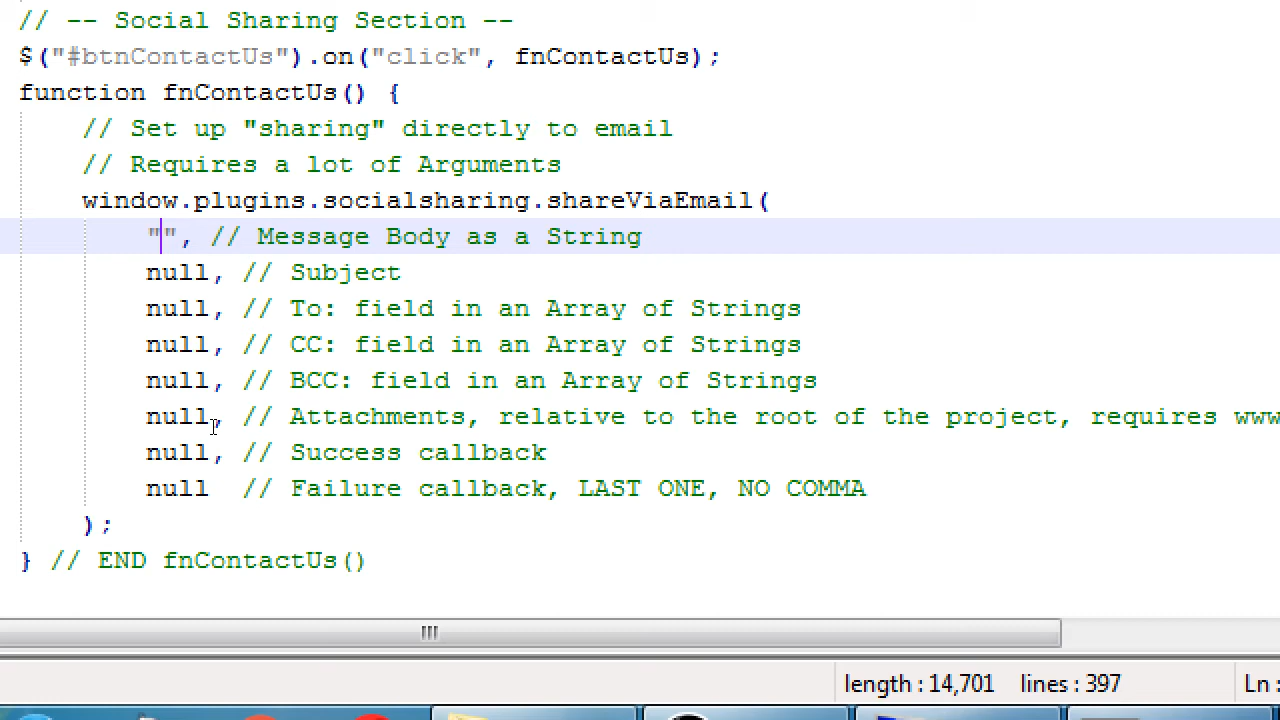 // -- Social Sharing Section --
$("#btnContactUs").on("click", fnContactUs);
function fnContactUs() {
// Set up "sharing" directly to email
// Requires a lot of Arguments
window.plugins.socialsharing.shareViaEmail(
"", // Message Body as a String
null, // Subject
null, // To: field in an Array of Strings
null, // CC: field in an Array of Strings
null, // BCC: field in an Array of Strings
null, // Attachments, relative to the root of the project, requires www
null, // Success callback
null // Failure callback, LAST ONE, NO COMMA
);
} // END fnContactUs()
length : 14,701 lines : 397 Ln :